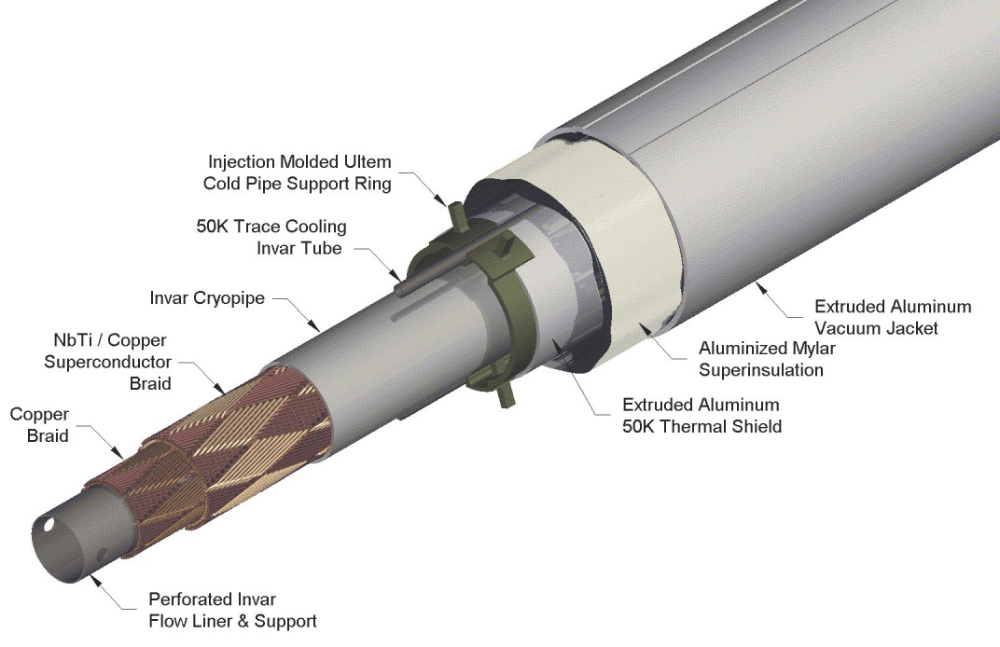 Injection Molded Ultem
Cold Pipe Support Ring
50K Trace Cooling
Invar Tube
Invar Cryopipe
NbTi / Copper
Superconductor
Braid
Copper
Braid
Extruded Aluminum
Vacuum Jacket
Aluminized Mylar
Superinsulation
Extruded Aluminum
50K Thermal Shield
Perforated Invar
Flow Liner & Support